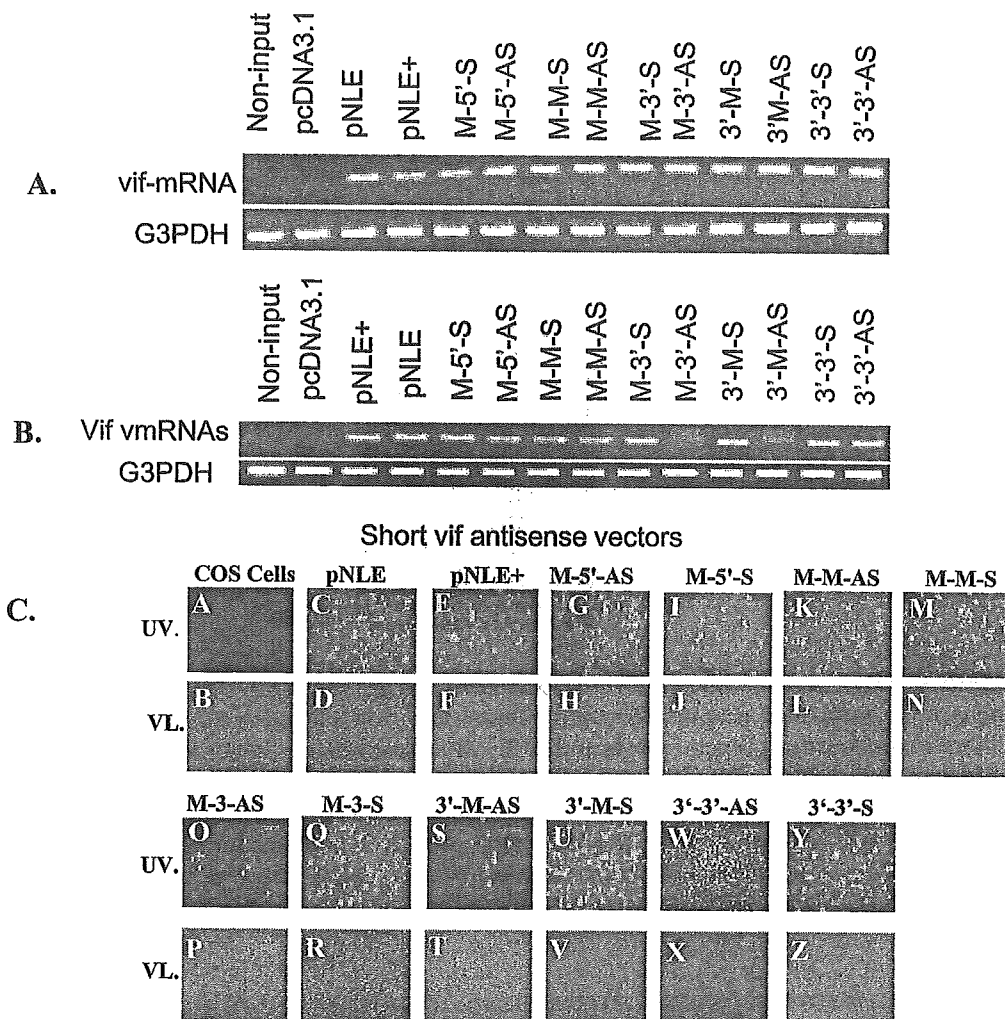 Non-input pcDNA3.1 pNLE pNLE+ M-5'-S M-5'-AS M-M-S M-M-AS M-3'-S M-3'-AS 3'-M-S 3'M-AS 3'-3'-S 3'-3'-AS
A. vif-mRNA
G3PDH
Non-input pcDNA3.1 pNLE+ pNLE M-5'-S M-5'-AS M-M-S M-M-AS M-3'-S M-3'-AS 3'-M-S 3'-M-AS 3'-3'-S 3'-3'-AS
B. Vif vmRNAs
G3PDH
Short vif antisense vectors
COS Cells pNLE pNLE+ M-5'-AS M-5'-S M-M-AS M-M-S
C. UV. A C E G I K M
VL. B D F H J L N
M-3-AS M-3-S 3'-M-AS 3'-M-S 3‘-3’-AS 3‘-3’-S
UV. O Q S U W Y
VL. P R T V X Z